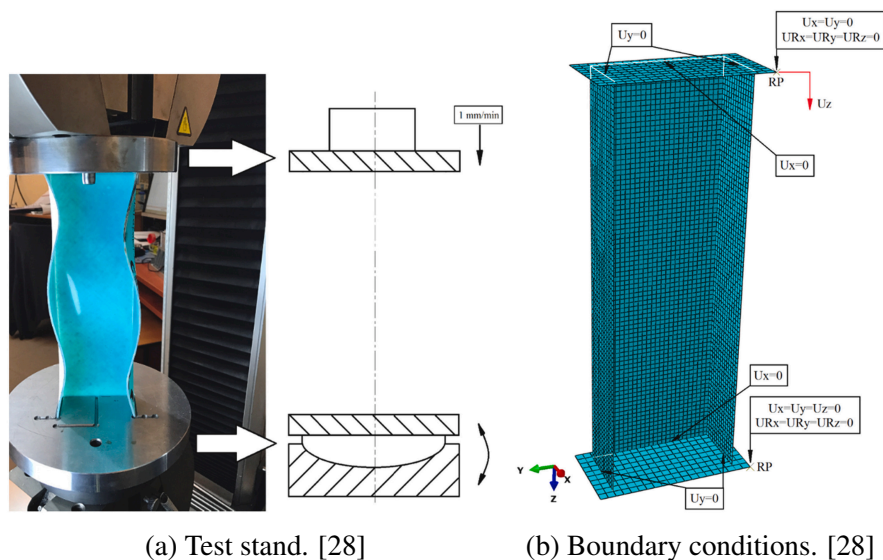 1 mm/min
Uy=0
Ux=Uy=0
URx=URy=URz=0
RP
Uz
Ux=0
Ux=0
Ux=Uy=Uz=0
URx=URy=URz=0
RP
Uy=0
Y
X
Z
(a) Test stand. [28]
(b) Boundary conditions. [28]